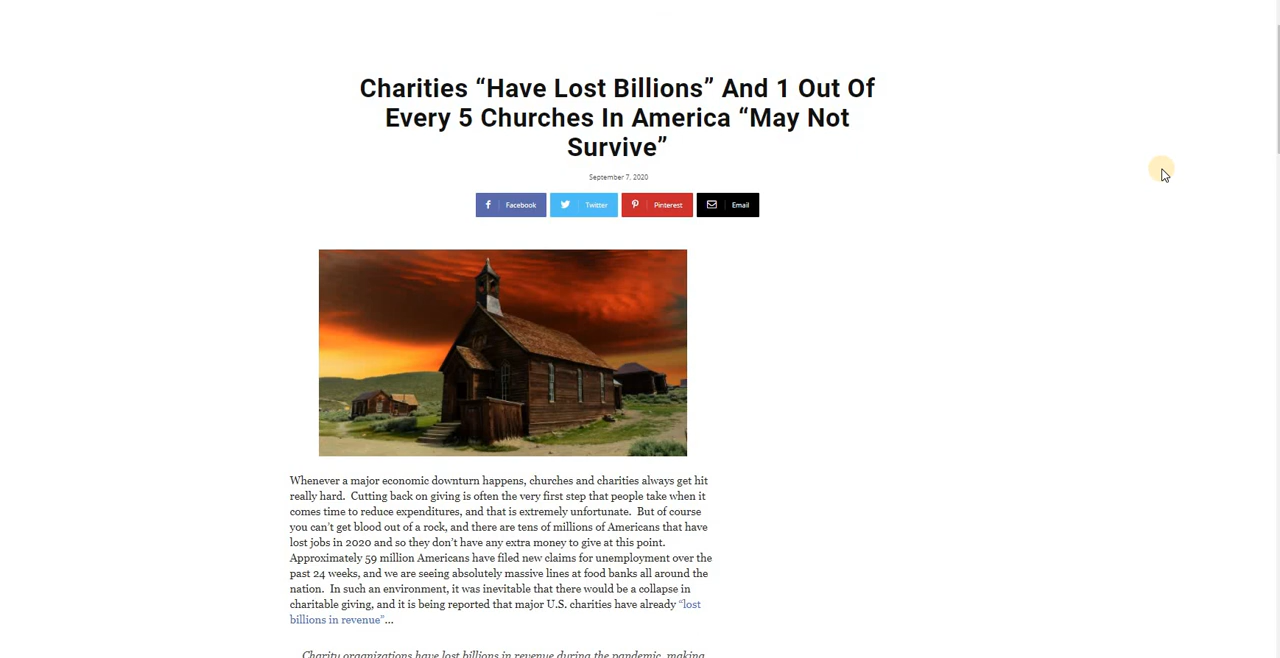 Charities “Have Lost Billions” And 1 Out Of
Every 5 Churches In America “May Not
Survive”
September 7, 2020
Facebook Twitter Pinterest Email
Whenever a major economic downturn happens, churches and charities always get hit
really hard.  Cutting back on giving is often the very first step that people take when it
comes time to reduce expenditures, and that is extremely unfortunate.  But of course
you can’t get blood out of a rock, and there are tens of millions of Americans that have
lost jobs in 2020 and so they don’t have any extra money to give at this point.
Approximately 59 million Americans have filed new claims for unemployment over the
past 24 weeks, and we are seeing absolutely massive lines at food banks all around the
nation.  In such an environment, it was inevitable that there would be a collapse in
charitable giving, and it is being reported that major U.S. charities have already “lost
billions in revenue”…
Charity organizations have lost billions in revenue during the pandemic, making